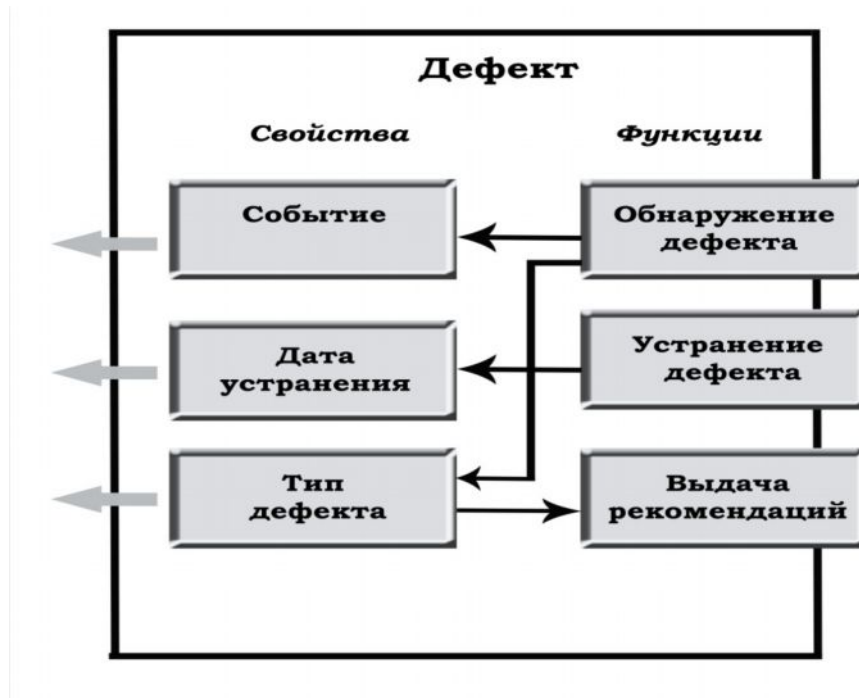 Дефект
Свойства
Функции
Событие
Обнаружение
дефекта
Дата
устранения
Устранение
дефекта
Тип
дефекта
Выдача
рекомендаций